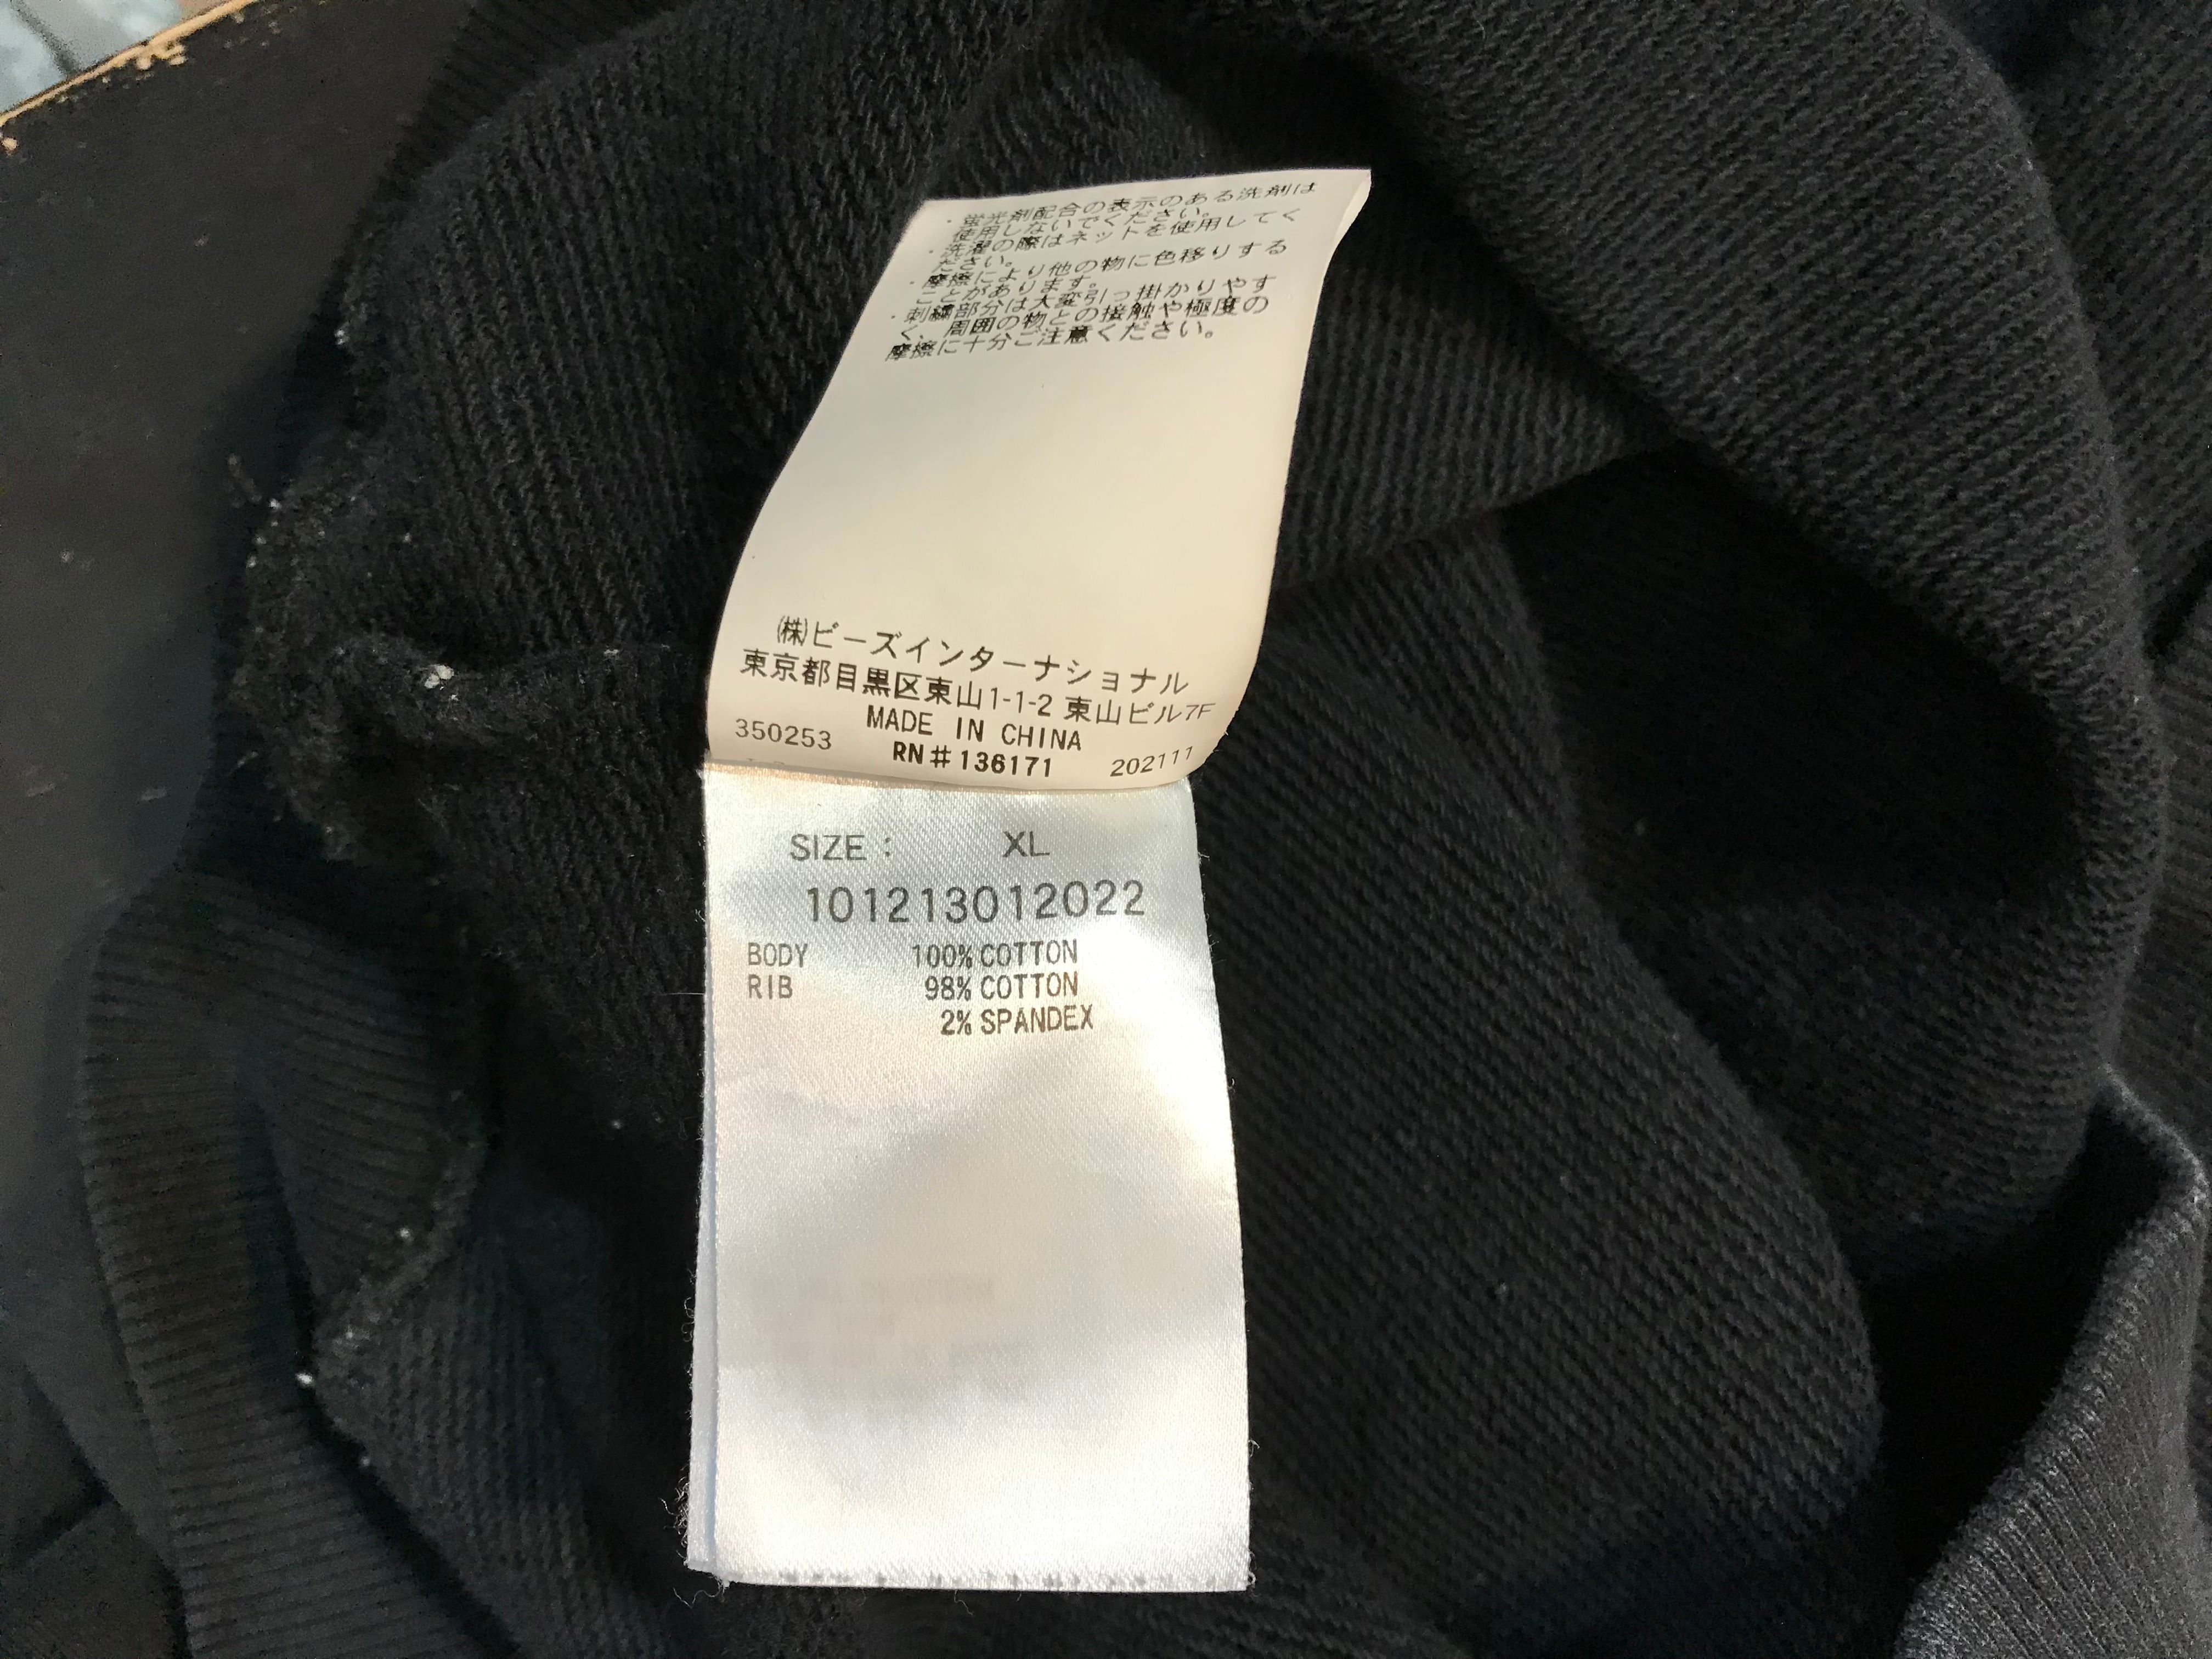 ・蛍光剤配合の表示のある洗剤は
使用しないでください。
・洗濯の際はネットを使用してく
ださい。
・摩擦により他の物に色移りする
ことがあります。
・刺繍部分は大変引っ掛かりやす
く、周囲の物との接触や極度の
摩擦に十分ご注意ください。
㈱ビーズインターナショナル
東京都目黒区東山1-1-2 東山ビル7F
MADE IN CHINA
350253 RN#136171 202111
SIZE : XL
101213012022
BODY 100% COTTON
RIB 98% COTTON
2% SPANDEX